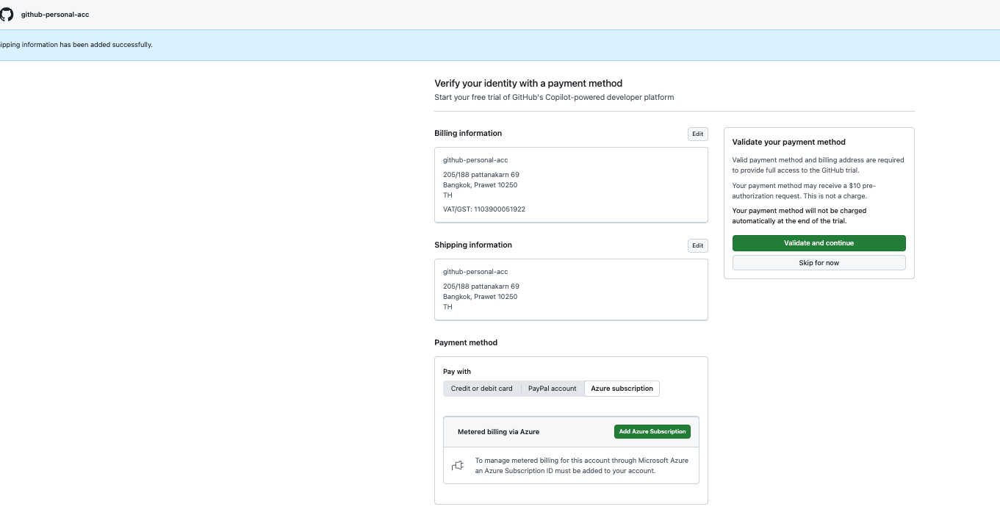 github-personal-acc
ipping information has been added successfully.
Verify your identity with a payment method
Start your free trial of GitHub's Copilot-powered developer platform
Billing information
Edit
github-personal-acc
205/188 pattanakarn 69
Bangkok, Prawet 10250
TH
VAT/GST: 1103900051922
Shipping information
Edit
github-personal-acc
205/188 pattanakarn 69
Bangkok, Prawet 10250
TH
Payment method
Pay with
Credit or debit card
PayPal account
Azure subscription
Metered billing via Azure
Add Azure Subscription
To manage metered billing for this account through Microsoft Azure
an Azure Subscription ID must be added to your account.
Validate your payment method
Valid payment method and billing address are required
to provide full access to the GitHub trial.
Your payment method may receive a $10 pre-
authorization request. This is not a charge.
Your payment method will not be charged
automatically at the end of the trial.
Validate and continue
Skip for now